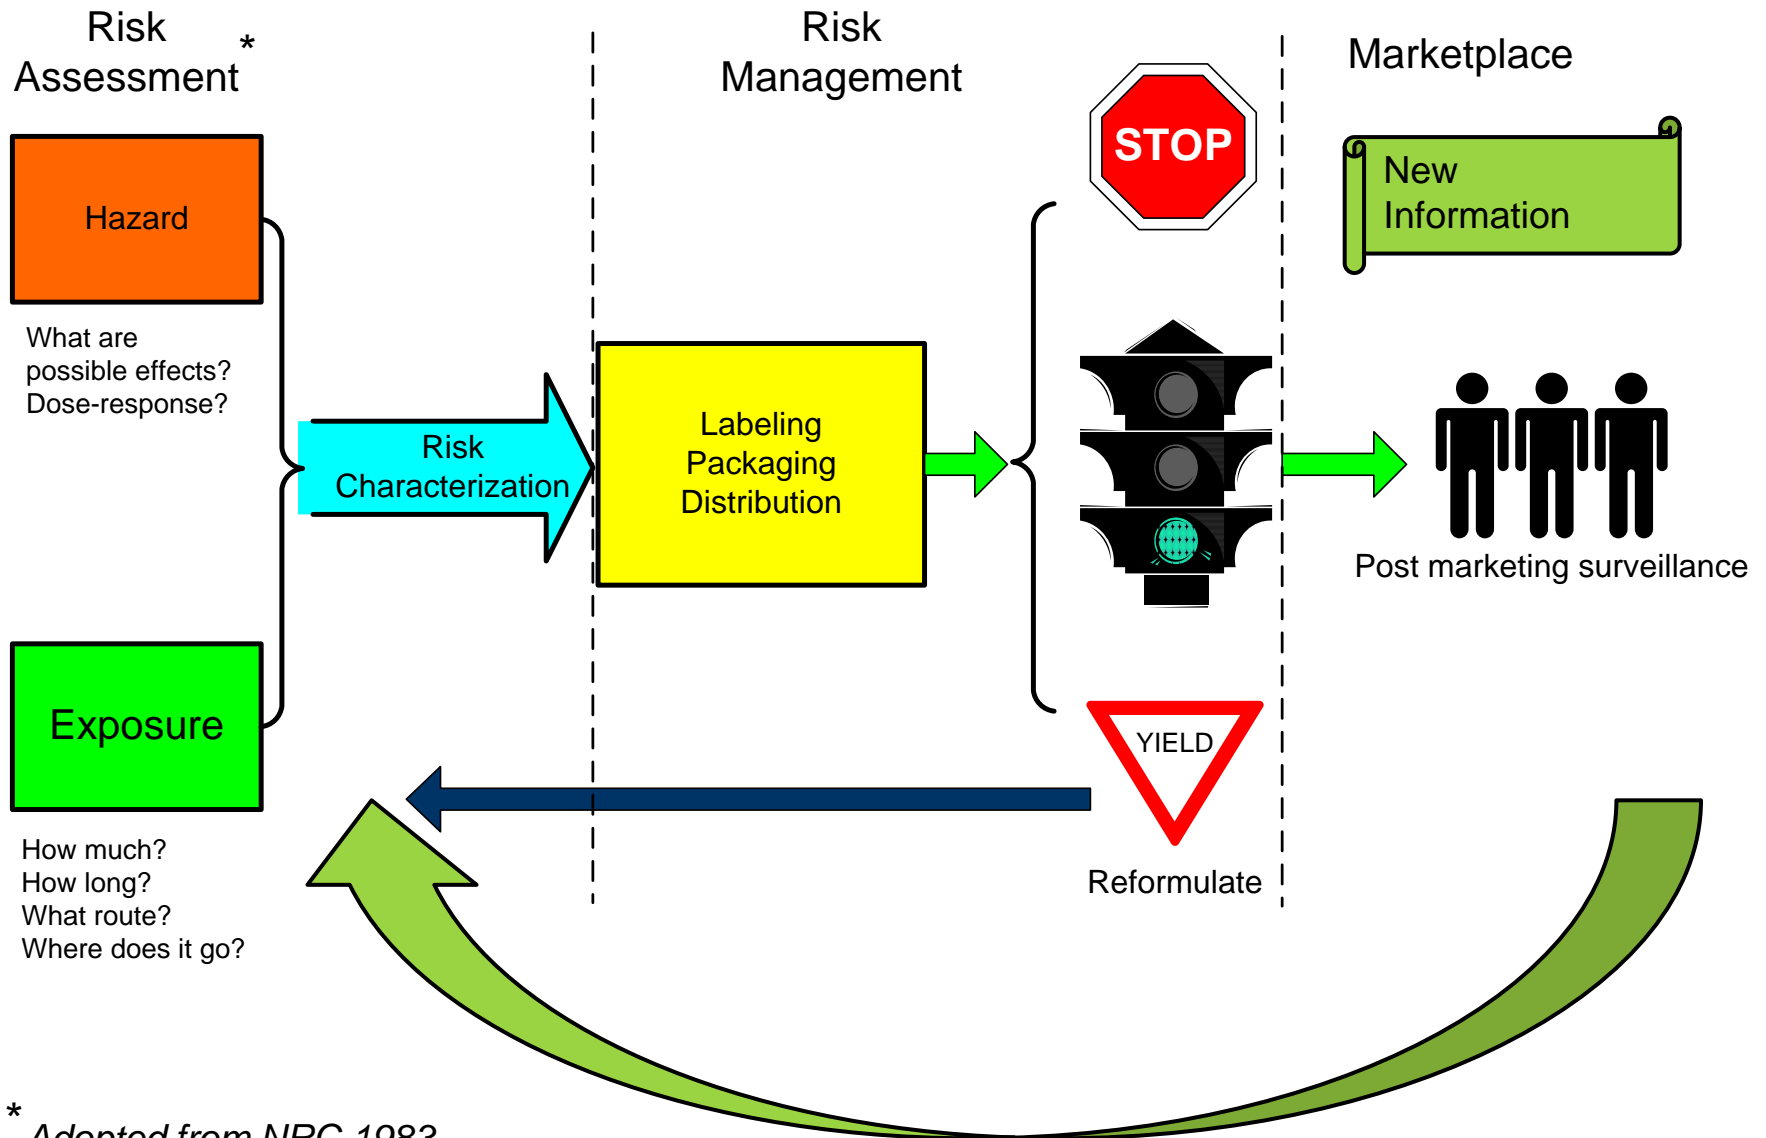 Risk
Assessment*
Hazard
What are
possible effects?
Dose-response?
Exposure
How much?
How long?
What route?
Where does it go?
Risk
Characterization
Risk
Management
Labeling
Packaging
Distribution
STOP
YIELD
Reformulate
Marketplace
New
Information
Post marketing surveillance
* Adopted from NRC 1983